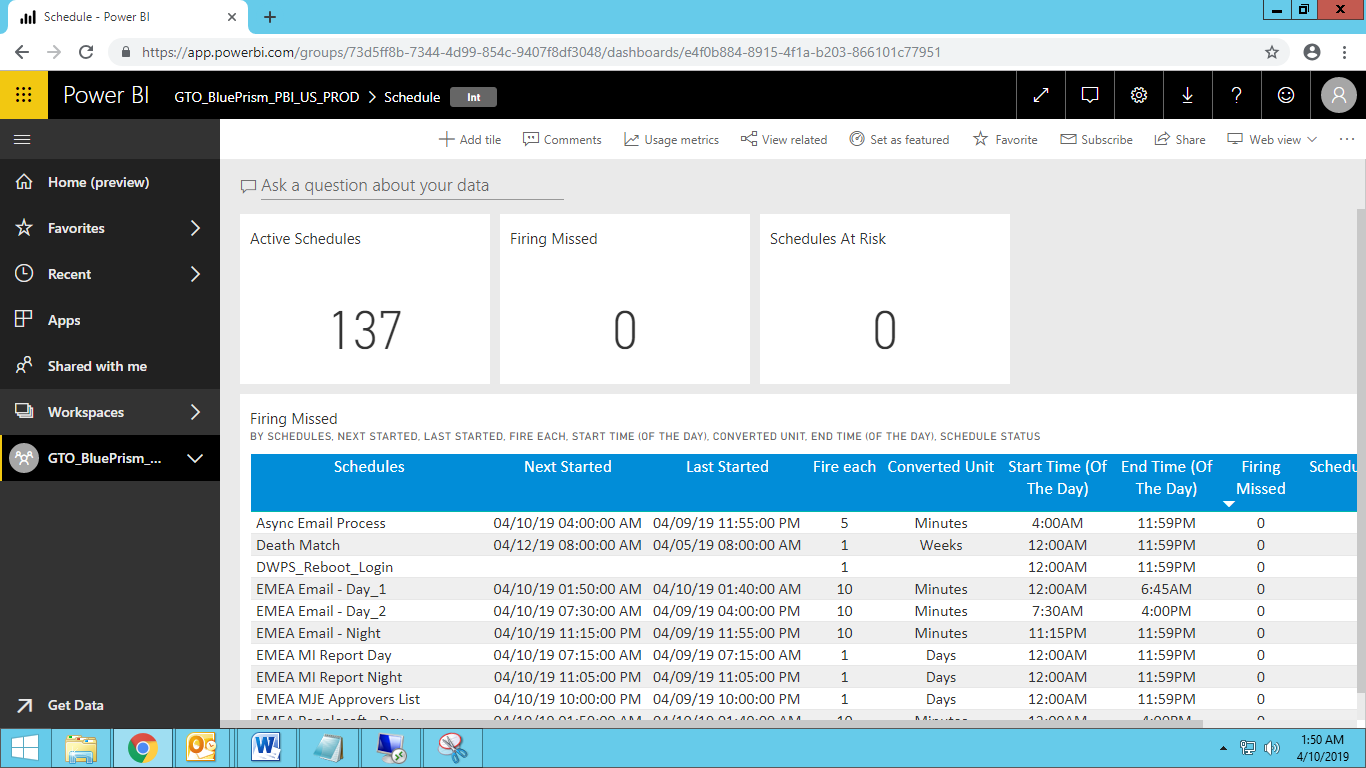 Schedule - Power BI
https://app.powerbi.com/groups/73d5ff8b-7344-4d99-854c-9407f8df3048/dashboards/e4f0b884-8915-4f1a-b203-866101c77951
Power BI GTO_BluePrism_PBI_US_PROD > Schedule Int
Add tile Comments Usage metrics View related Set as featured Favorite Subscribe Share Web view
Home (preview)
Favorites
Recent
Apps
Shared with me
Workspaces
GTO_BluePrism_...
Get Data
Ask a question about your data
Active Schedules
137
Firing Missed
0
Schedules At Risk
0
Firing Missed
BY SCHEDULES, NEXT STARTED, LAST STARTED, FIRE EACH, START TIME (OF THE DAY), CONVERTED UNIT, END TIME (OF THE DAY), SCHEDULE STATUS
Schedules Next Started Last Started Fire each Converted Unit Start Time (Of The Day) End Time (Of The Day) Firing Missed Schedu
Async Email Process 04/10/19 04:00:00 AM 04/09/19 11:55:00 PM 5 Minutes 4:00AM 11:59PM 0
Death Match 04/12/19 08:00:00 AM 04/05/19 08:00:00 AM 1 Weeks 12:00AM 11:59PM 0
DWPS_Reboot_Login 1 12:00AM 11:59PM 0
EMEA Email - Day_1 04/10/19 01:50:00 AM 04/10/19 01:40:00 AM 10 Minutes 12:00AM 6:45AM 0
EMEA Email - Day_2 04/10/19 07:30:00 AM 04/09/19 04:00:00 PM 10 Minutes 7:30AM 4:00PM 0
EMEA Email - Night 04/10/19 11:15:00 PM 04/09/19 11:55:00 PM 10 Minutes 11:15PM 11:59PM 0
EMEA MI Report Day 04/10/19 07:15:00 AM 04/09/19 07:15:00 AM 1 Days 12:00AM 11:59PM 0
EMEA MI Report Night 04/10/19 11:05:00 PM 04/09/19 11:05:00 PM 1 Days 12:00AM 11:59PM 0
EMEA MJE Approvers List 04/10/19 10:00:00 PM 04/09/19 10:00:00 PM 1 Days 12:00AM 11:59PM 0
1:50 AM
4/10/2019